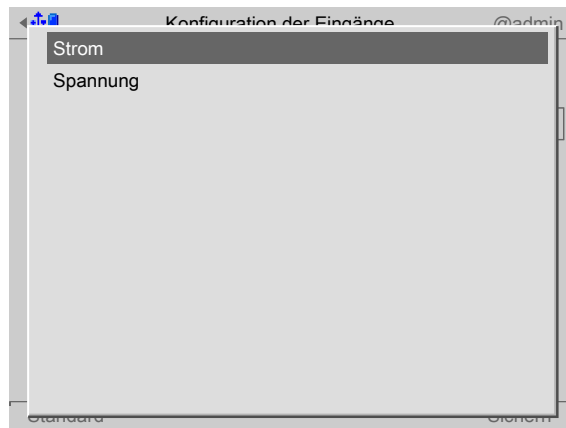 Konfiguration der Eingänge @admin
Strom
Spannung
Standard Sichern